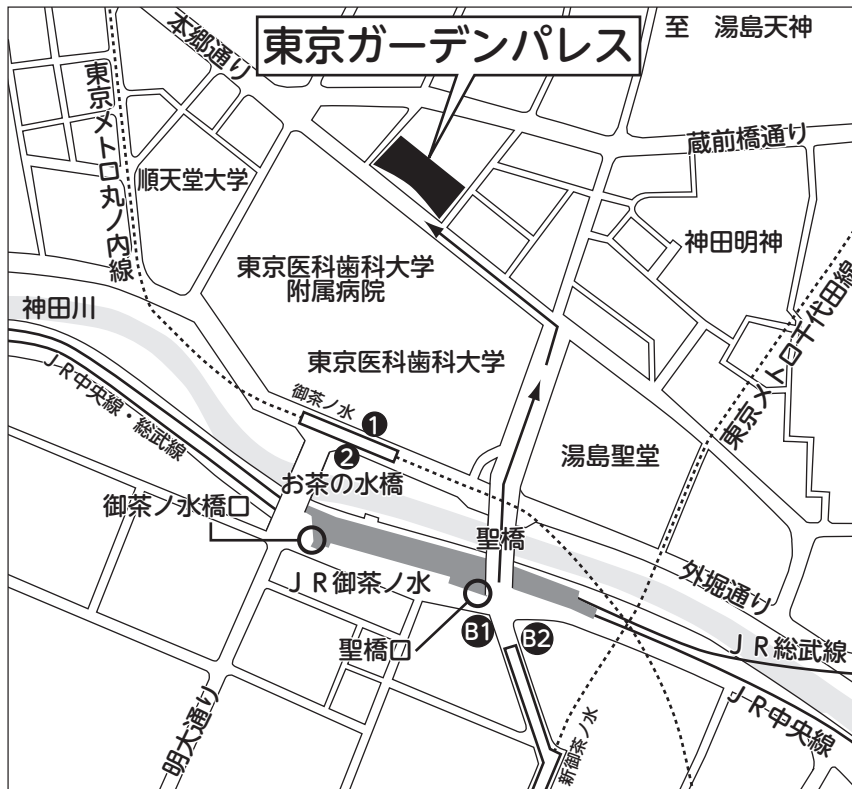 本郷通り
東京ガーデンパレス
至 湯島天神
東京メトロ丸ノ内線
順天堂大学
蔵前橋通り
神田明神
東京医科歯科大学
附属病院
神田川
東京メトロ千代田線
JR中央線・総武線
東京医科歯科大学
御茶ノ水
1
2
お茶の水橋
湯島聖堂
御茶ノ水橋口
聖橋
外堀通り
JR御茶ノ水
B1
B2
聖橋口
JR総武線
JR中央線
明大通り
新御茶ノ水